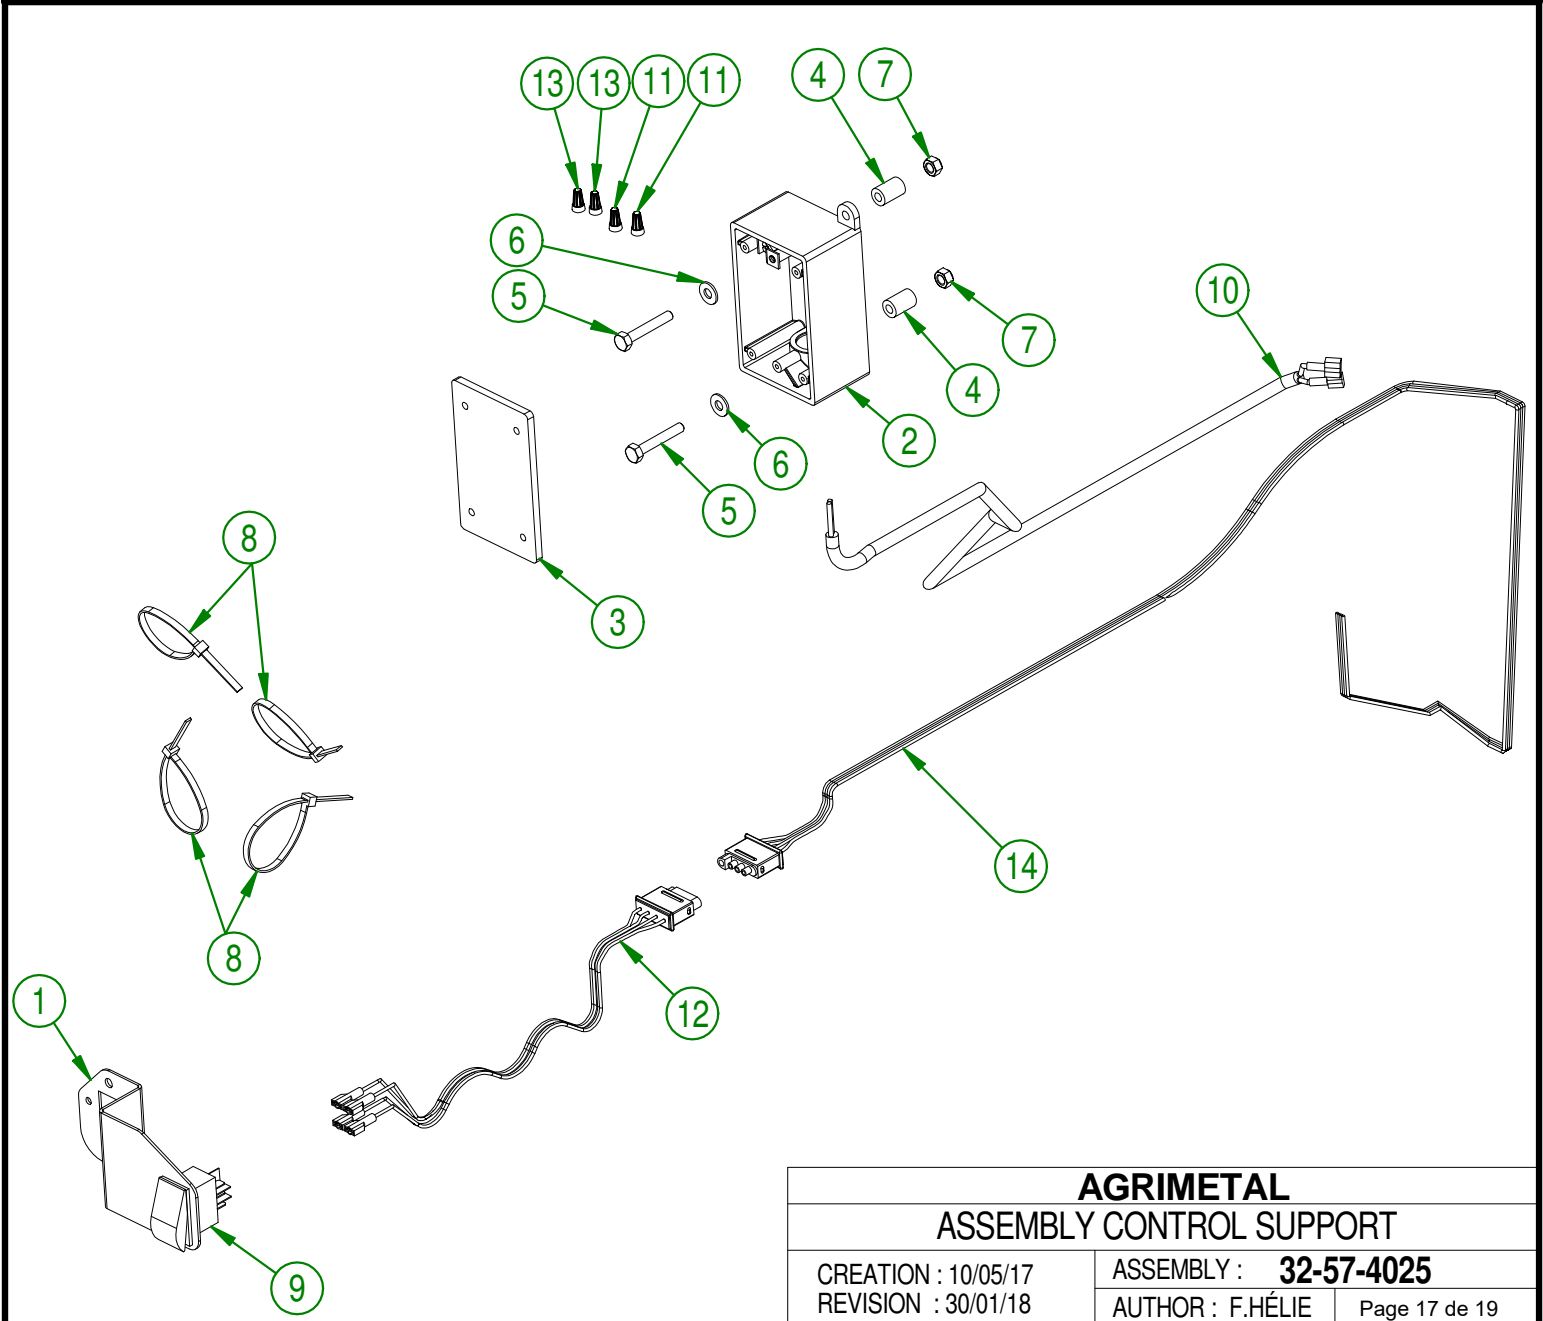 13 13 11 11 4 7
6
5
10
7
4
2
6
5
8
3
14
8
12
1
9
AGRIMETAL
ASSEMBLY CONTROL SUPPORT
CREATION : 10/05/17
REVISION : 30/01/18
ASSEMBLY : 32-57-4025
AUTHOR : F.HÉLIE
Page 17 de 19